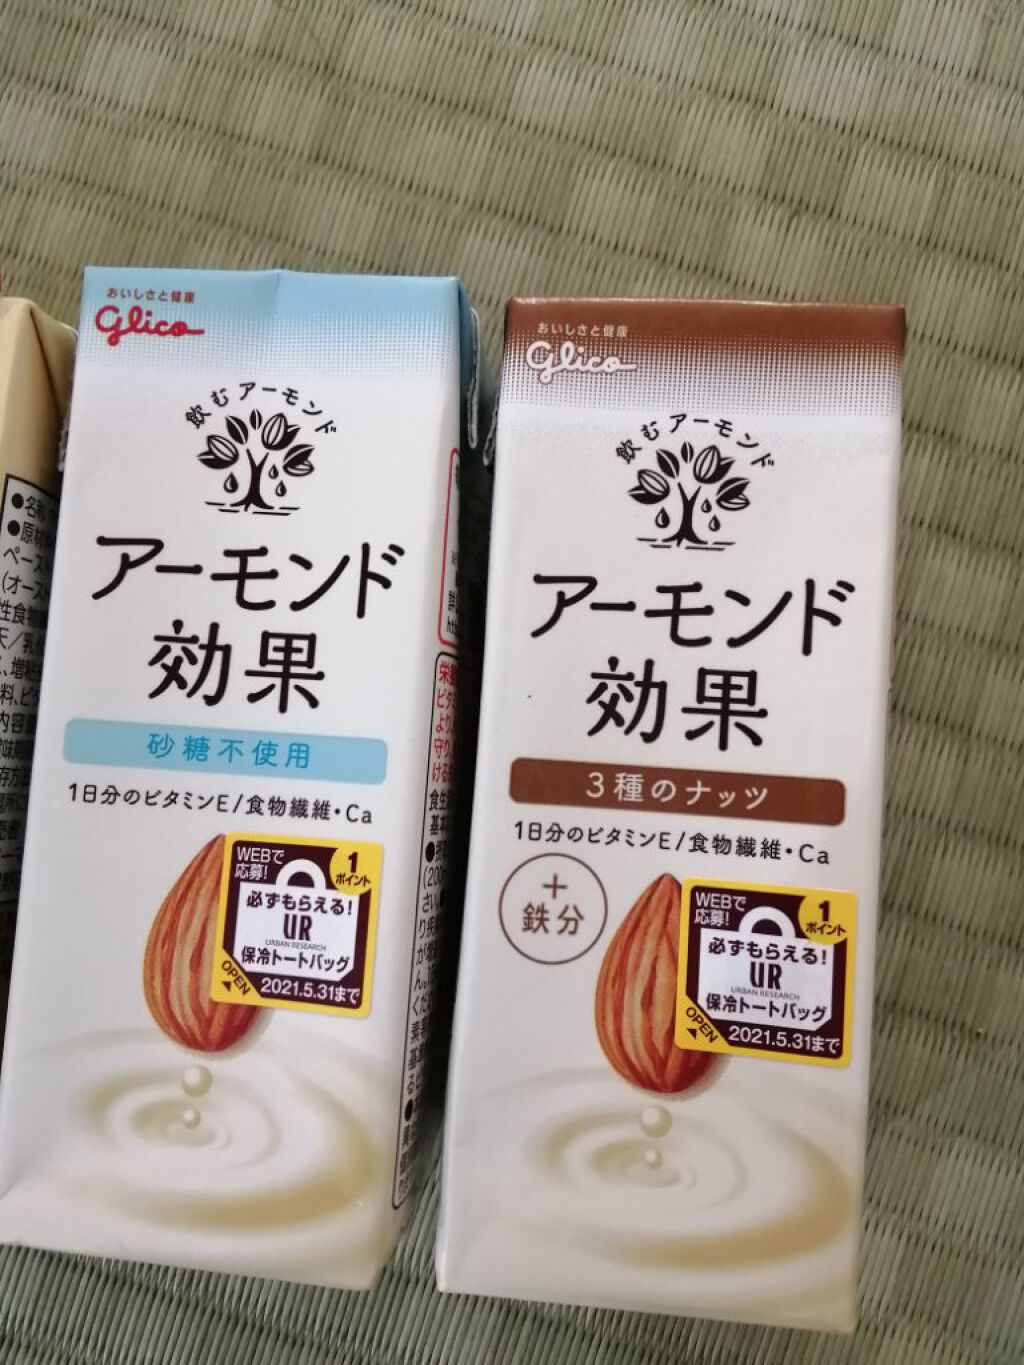 おいしさと健康
Glico
飲むアーモンド
アーモンド
効果
砂糖不使用
1日分のビタミンE/食物繊維・Ca
WEBで
応募!
1
ポイント
必ずもらえる!
UR
URBAN RESEARCH
保冷トートバッグ
OPEN
2021.5.31まで
おいしさと健康
Glico
飲むアーモンド
アーモンド
効果
3種のナッツ
1日分のビタミンE/食物繊維・Ca
+
鉄分
WEBで
応募!
1
ポイント
必ずもらえる!
UR
URBAN RESEARCH
保冷トートバッグ
OPEN
2021.5.31まで